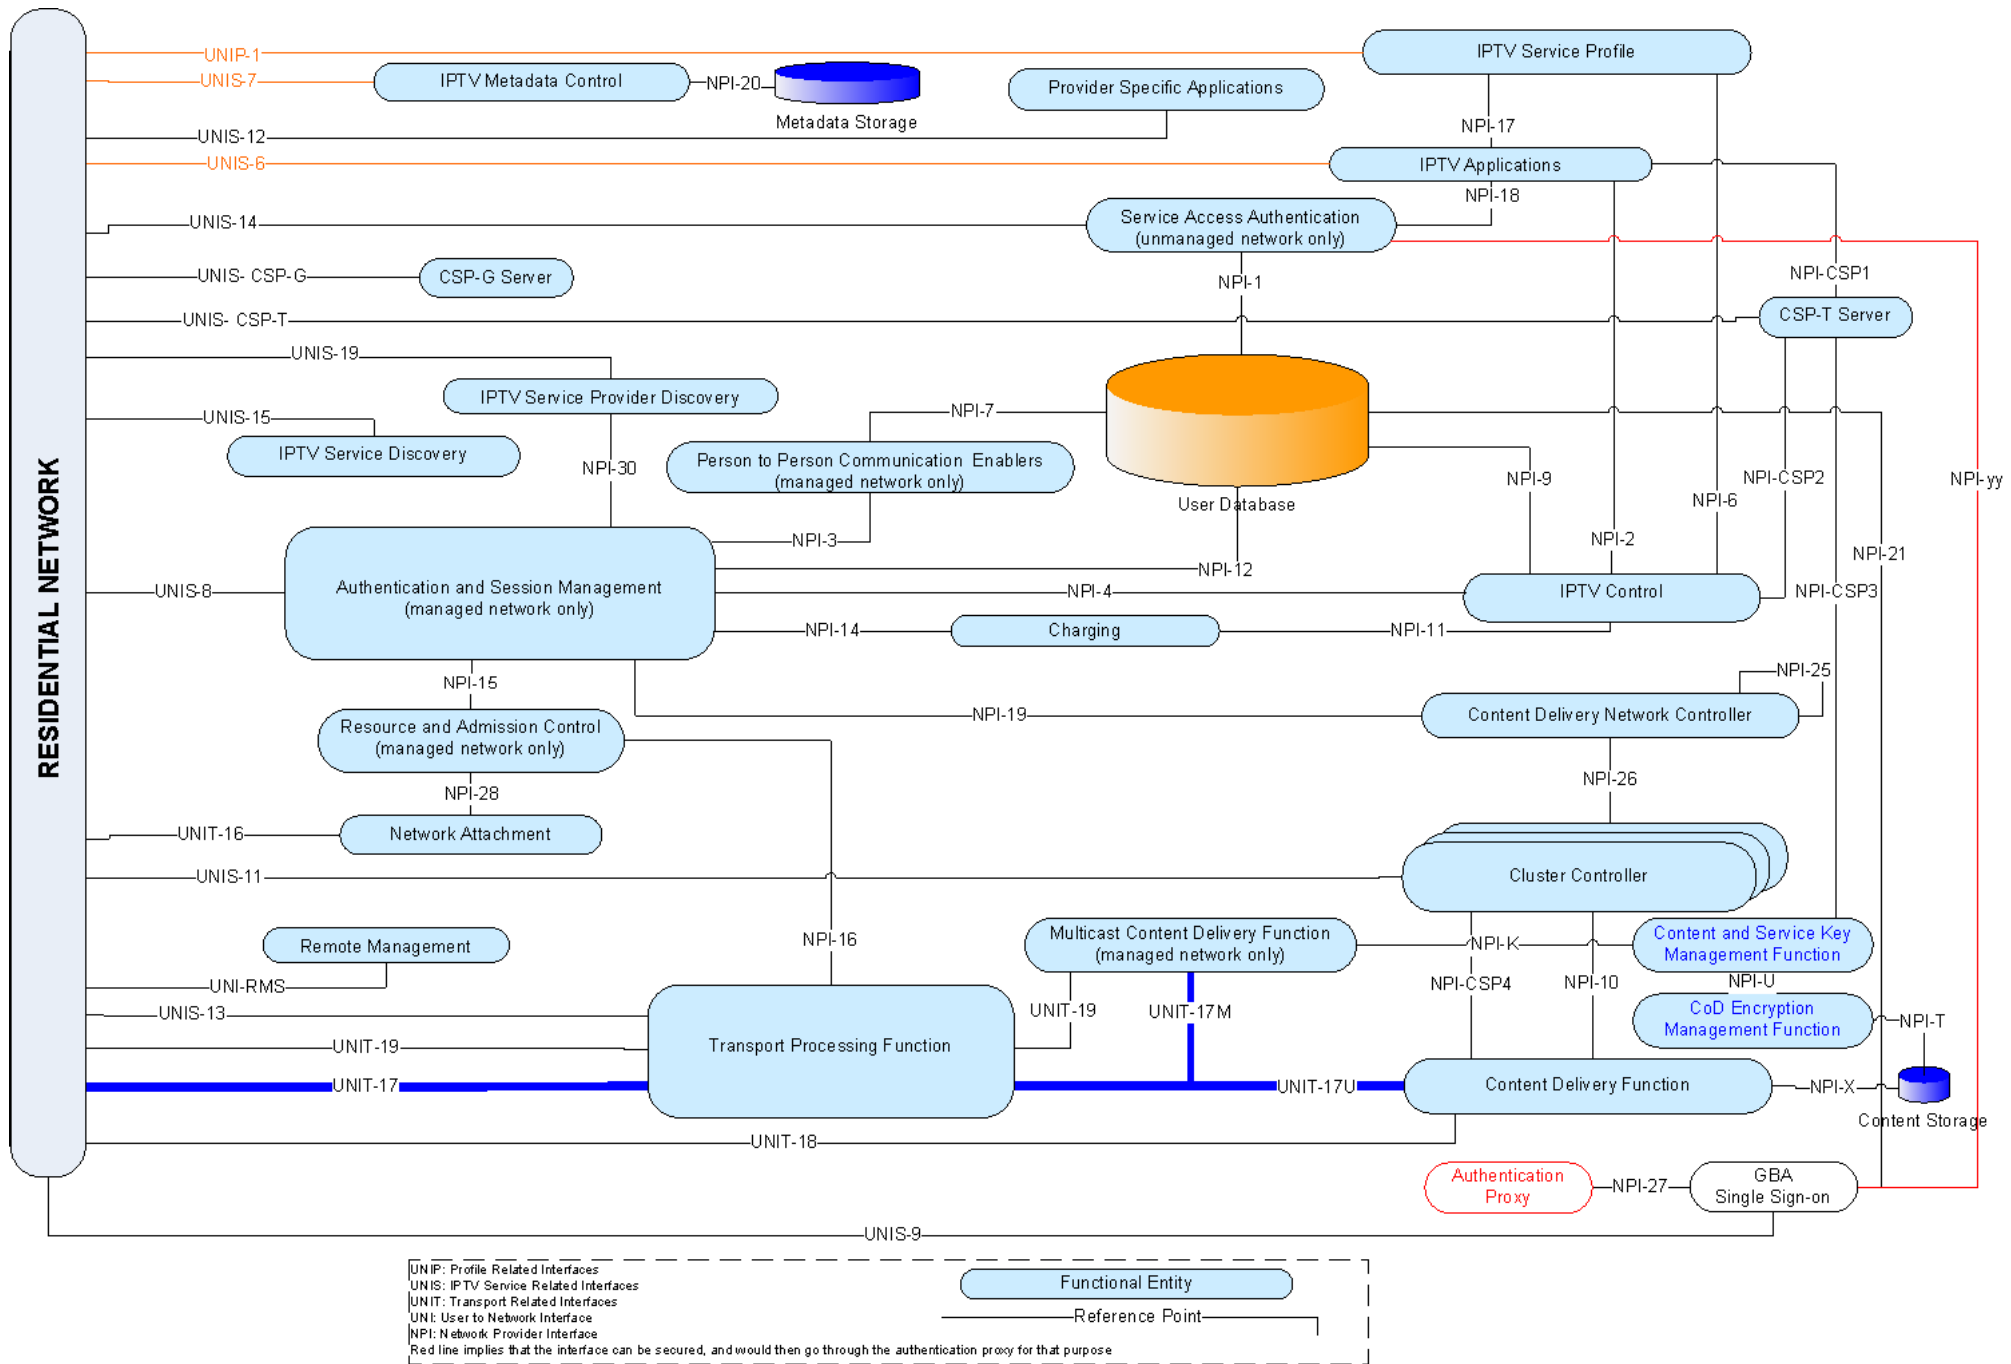 UNIP-1
IPTV Service Profile
UNIS-7
IPTV Metadata Control
NPI-20
Metadata Storage
Provider Specific Applications
UNIS-12
NPI-17
UNIS-6
IPTV Applications
NPI-18
UNIS-14
Service Access Authentication
(unmanaged network only)
UNIS- CSP-G
CSP-G Server
NPI-1
NPI-CSP1
UNIS- CSP-T
CSP-T Server
UNIS-19
IPTV Service Provider Discovery
UNIS-15
IPTV Service Discovery
NPI-30
NPI-7
Person to Person Communication Enablers
(managed network only)
User Database
NPI-9
NPI-CSP2
NPI-6
NPI-yy
RESIDENTIAL NETWORK
NPI-3
NPI-2
NPI-21
NPI-12
UNIS-8
Authentication and Session Management
(managed network only)
NPI-4
IPTV Control
NPI-CSP3
NPI-14
Charging
NPI-11
NPI-15
NPI-25
Resource and Admission Control
(managed network only)
NPI-19
Content Delivery Network Controller
NPI-28
NPI-26
UNIT-16
Network Attachment
UNIS-11
Cluster Controller
Remote Management
NPI-16
Multicast Content Delivery Function
(managed network only)
NPI-K
Content and Service Key
Management Function
UNI-RMS
NPI-CSP4
NPI-10
NPI-U
UNIS-13
UNIT-19
UNIT-17M
CoD Encryption
Management Function
NPI-T
UNIT-19
Transport Processing Function
UNIT-17
UNIT-17U
Content Delivery Function
NPI-X
Content Storage
UNIT-18
Authentication
Proxy
NPI-27
GBA
Single Sign-on
UNIS-9
UNIP: Profile Related Interfaces
UNIS: IPTV Service Related Interfaces
UNIT: Transport Related Interfaces
UNI: User to Network Interface
NPI: Network Provider Interface
Red line implies that the interface can be secured, and would then go through the authentication proxy for that purpose
Functional Entity
Reference Point